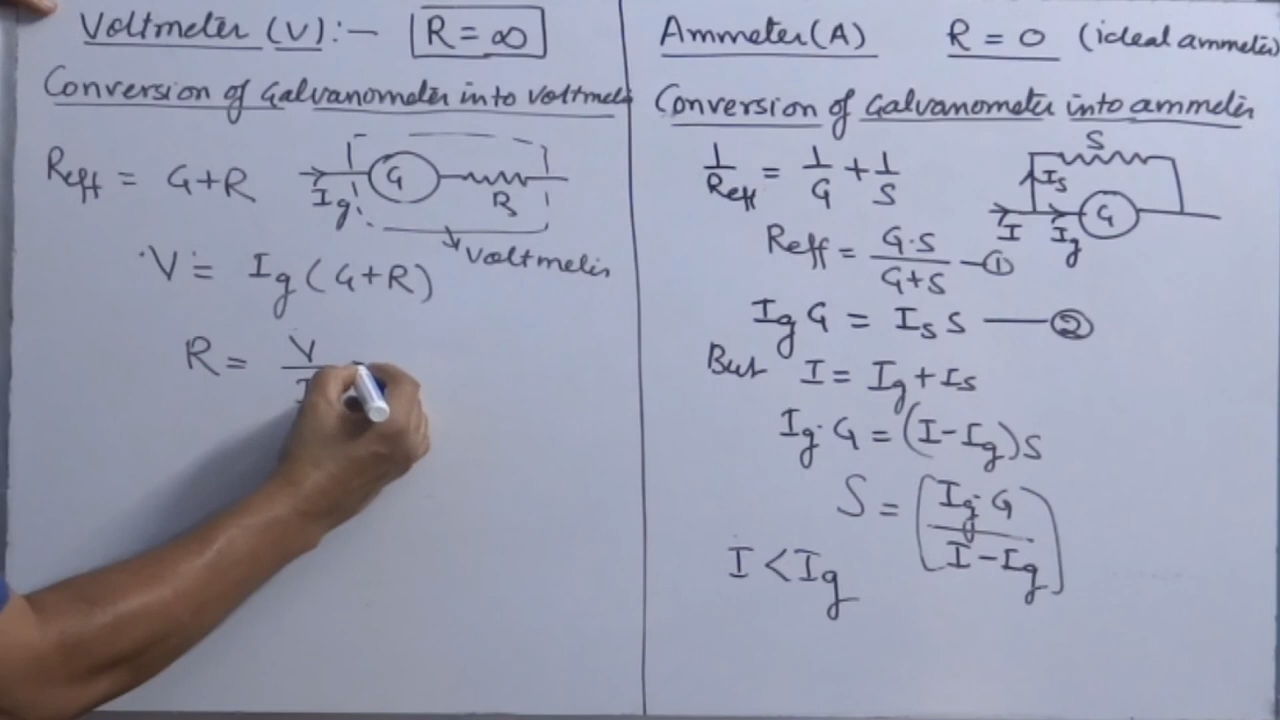 Voltmeter (V):- R = ∞
Conversion of Galvanometer into Voltmete
Reff = G+R
G
Ig
R
Voltmeter
V = Ig (G+R)
R = V / I
Ammeter (A) R = 0 (ideal ammeter)
Conversion of Galvanometer into ammeter
1/Reff = 1/G + 1/S
S
Is
G
I Ig
Reff = G.S / G+S — ①
Ig G = Is S — ②
But I = Ig + Is
Ig. G = (I - Ig) S
S = (Ig. G / I - Ig)
I < Ig